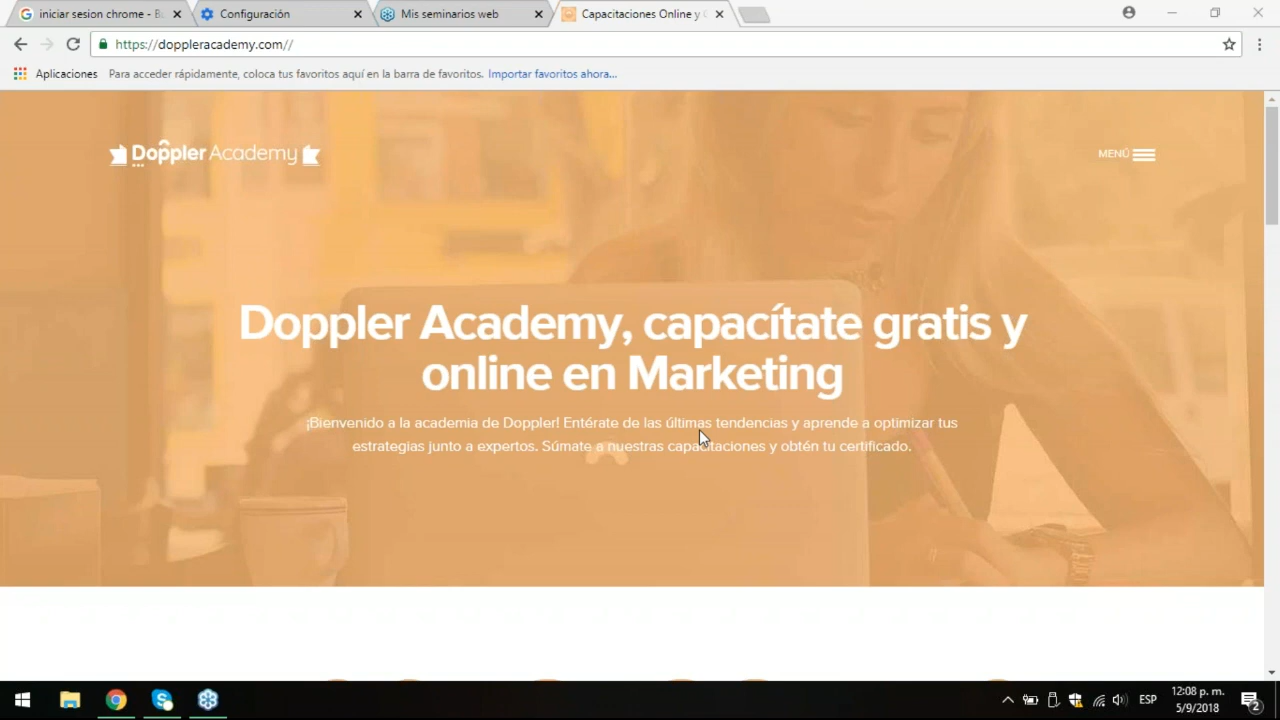 iniciar sesion chrome - B
Configuración
Mis seminarios web
Capacitaciones Online y
https://doppleracademy.com//
Aplicaciones
Para acceder rápidamente, coloca tus favoritos aquí en la barra de favoritos.
Importar favoritos ahora...
Doppler Academy
MENÚ
Doppler Academy, capacítate gratis y
online en Marketing
¡Bienvenido a la academia de Doppler! Entérate de las últimas tendencias y aprende a optimizar tus
estrategias junto a expertos. Súmate a nuestras capacitaciones y obtén tu certificado.
ESP
12:08 p. m.
5/9/2018
2